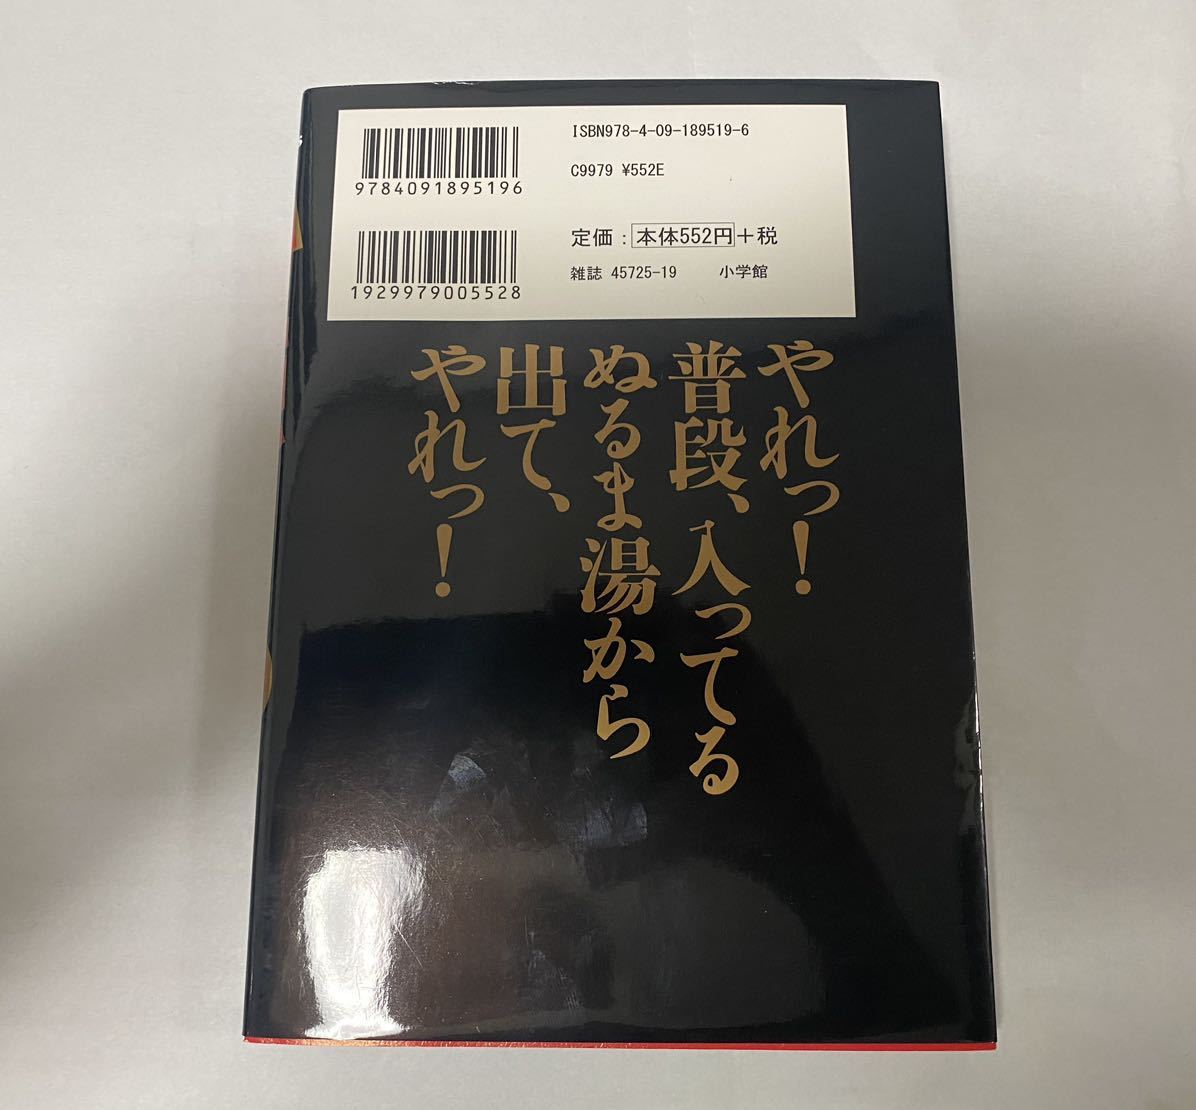 ISBN978-4-09-189519-6
C9979 ¥552E
9784091895196
定価：本体552円＋税
雑誌 45725-19 小学館
1929979005528
やれっ！
普段、入ってる
ぬるま湯から
出て、
やれっ！